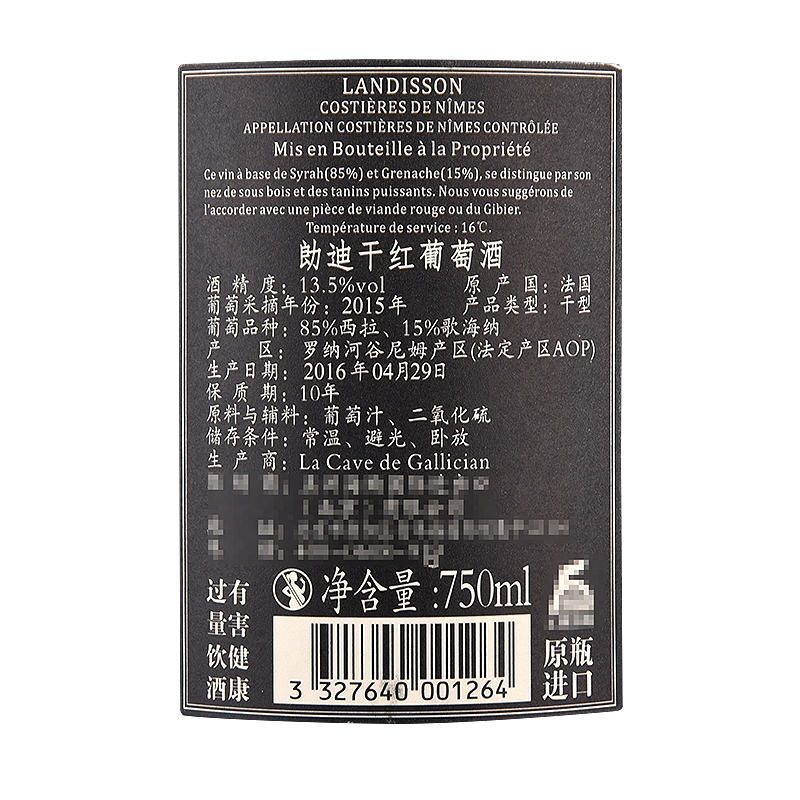 LANDISSON
COSTIÈRES DE NÎMES
APPELLATION COSTIÈRES DE NÎMES CONTRÔLÉE
Mis en Bouteille à la Propriété
Ce vin à base de Syrah(85%) et Grenache(15%), se distingue par son
nez de sous bois et des tanins puissants. Nous vous suggérons de
l'accorder avec une pièce de viande rouge ou du Gibier.
Température de service : 16℃.
劰迪干红葡萄酒
酒精度：13.5%vol 原产国：法国
葡萄采摘年份：2015年 产品类型：干型
葡萄品种：85%西拉、15%歌海纳
产区：罗纳河谷尼姆产区(法定产区AOP)
生产日期：2016年04月29日
保质期：10年
原料与辅料：葡萄汁、二氧化硫
储存条件：常温、避光、卧放
生产商：La Cave de Gallician
过量饮酒
有害健康
净含量:750ml
原瓶
进口
3 327640 001264